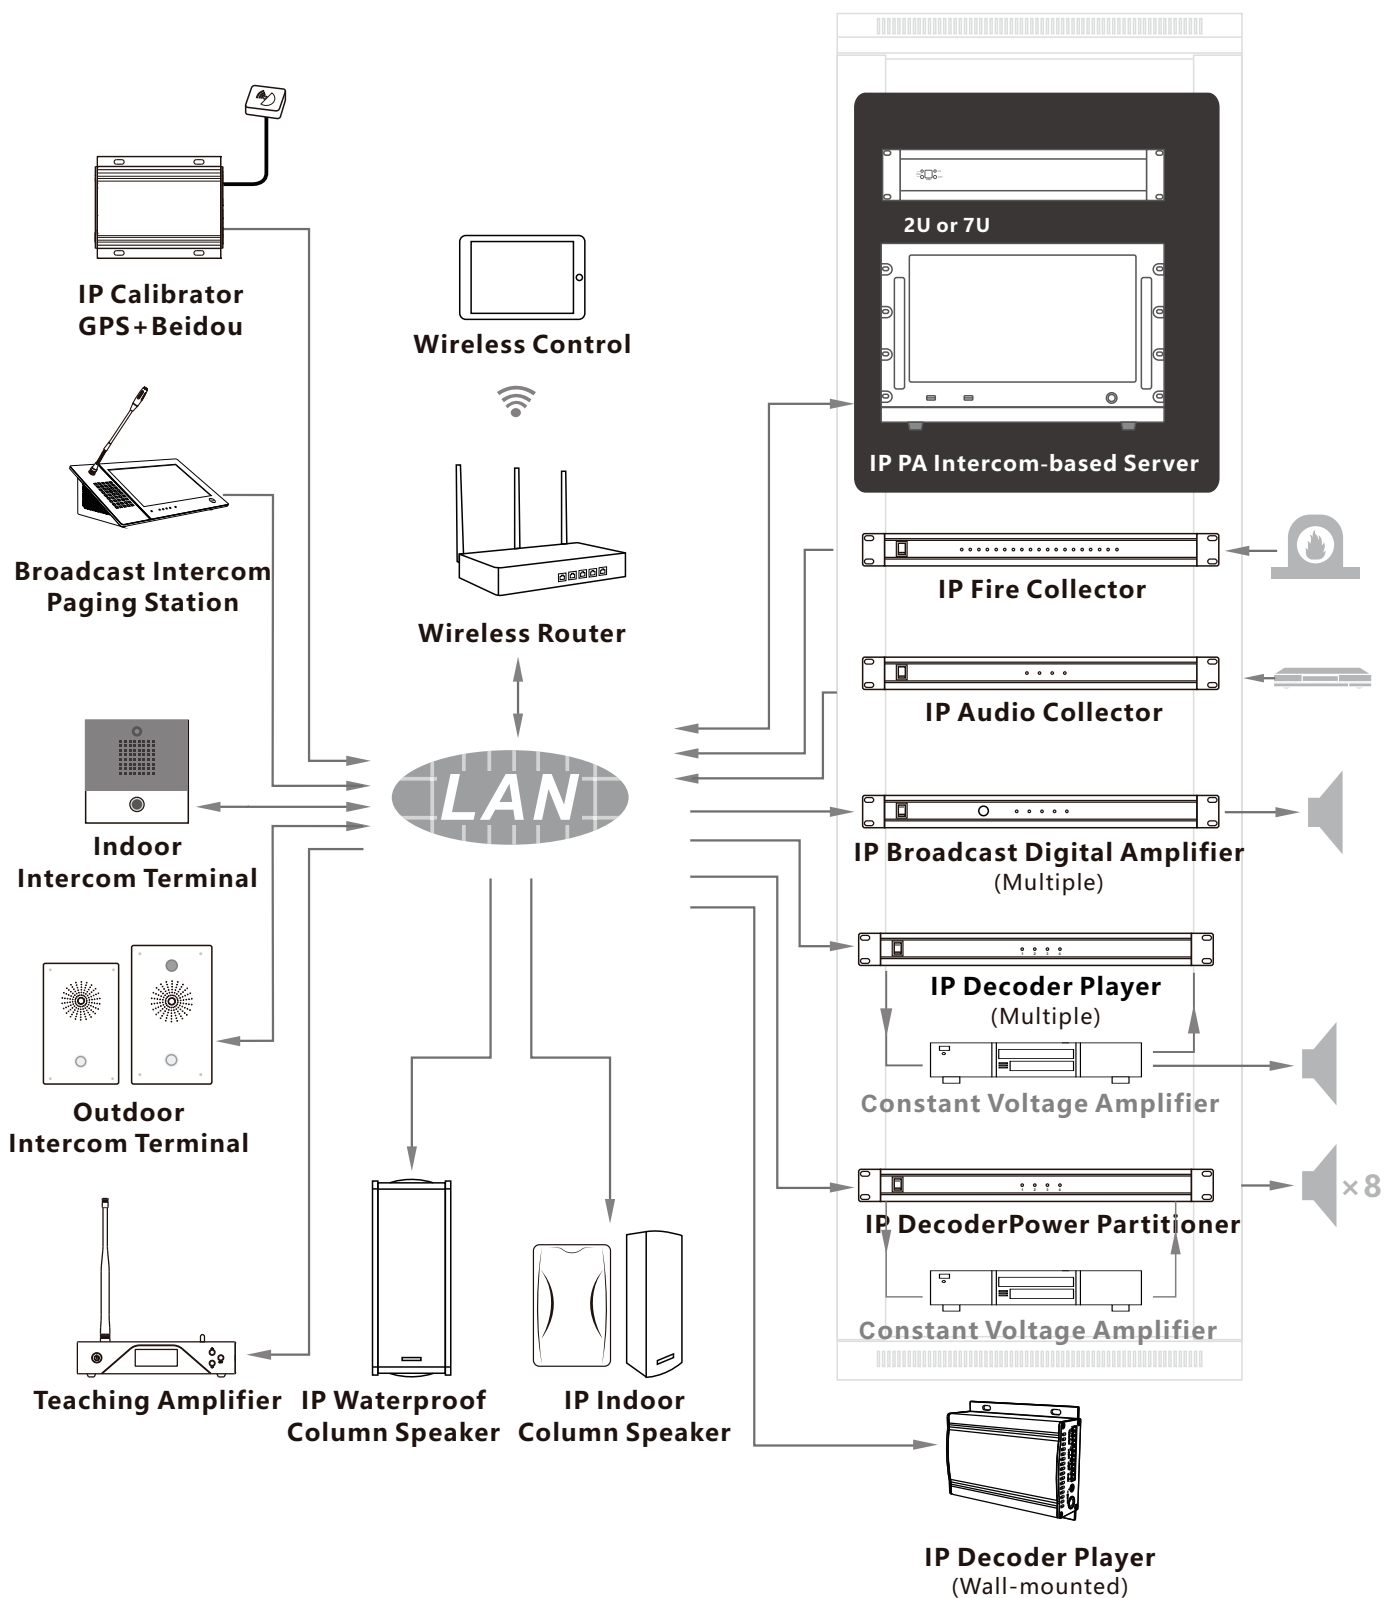 2U or 7U
IP PA Intercom-based Server
IP Calibrator
GPS+Beidou
Wireless Control
Broadcast Intercom
Paging Station
Wireless Router
IP Fire Collector
IP Audio Collector
LAN
Indoor
Intercom Terminal
IP Broadcast Digital Amplifier
(Multiple)
IP Decoder Player
(Multiple)
Constant Voltage Amplifier
Outdoor
Intercom Terminal
×8
IP DecoderPower Partitioner
Constant Voltage Amplifier
Teaching Amplifier
IP Waterproof
Column Speaker
IP Indoor
Column Speaker
IP Decoder Player
(Wall-mounted)